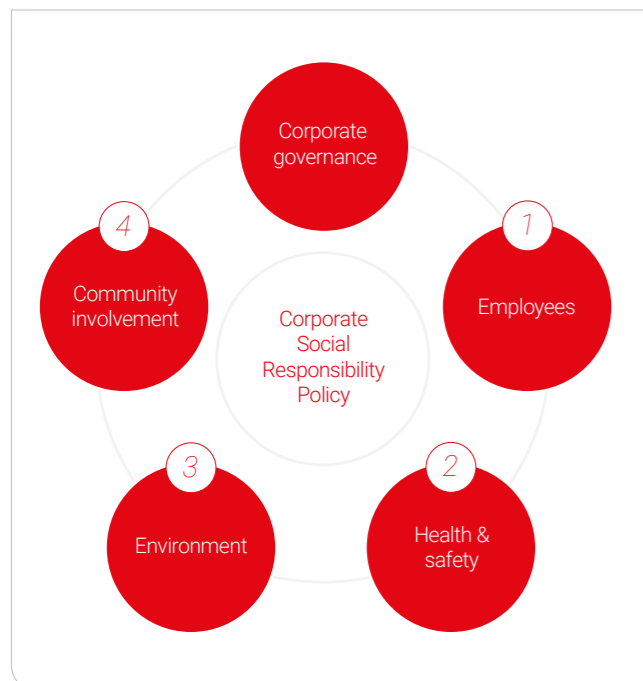 Corporate
governance
1
Employees
2
Health &
safety
3
Environment
4
Community
involvement
Corporate
Social
Responsibility
Policy